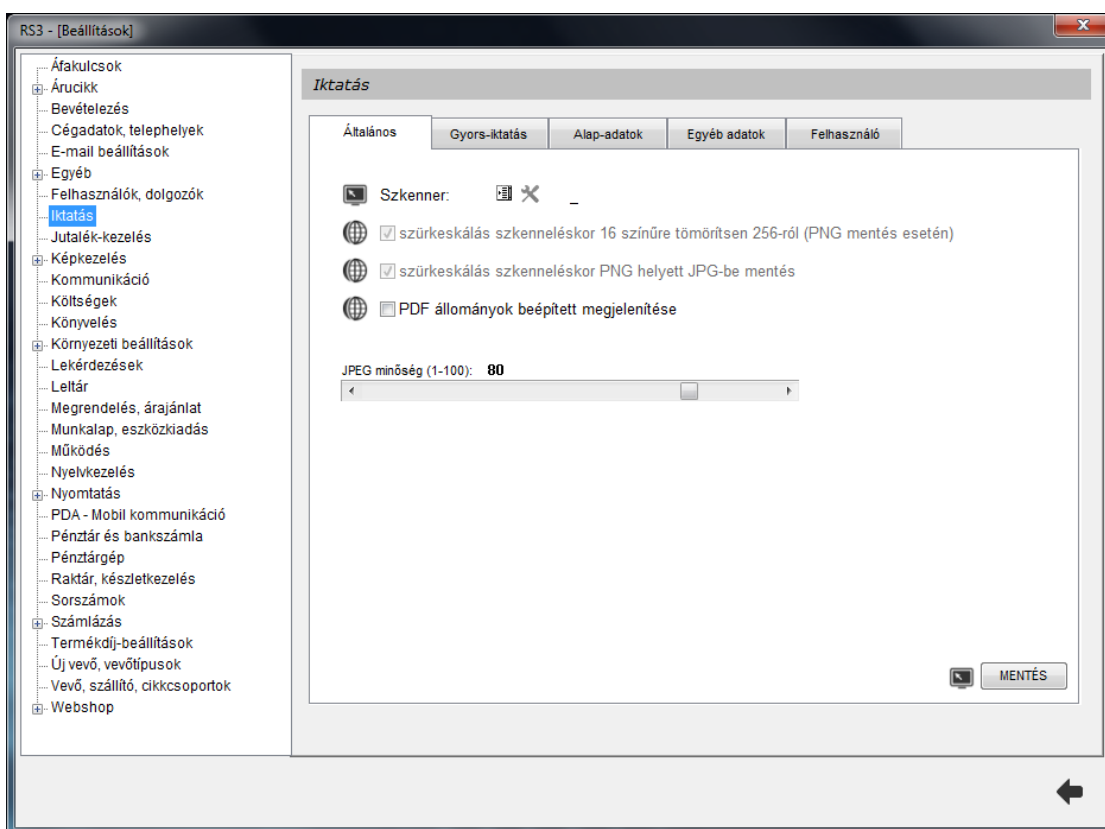 RS3 - [Beállítások]
Áfakulcsok
Árucikk
Bevételezés
Cégadatok, telephelyek
E-mail beállítások
Egyéb
Felhasználók, dolgozók
Iktatás
Jutalék-kezelés
Képkezelés
Kommunikáció
Költségek
Könyvelés
Környezeti beállítások
Lekérdezések
Leltár
Megrendelés, árajánlat
Munkalap, eszközkiadás
Működés
Nyelvkezelés
Nyomtatás
PDA - Mobil kommunikáció
Pénztár és bankszámla
Pénztárgép
Raktár, készletkezelés
Sorszámok
Számlázás
Termékdíj-beállítások
Új vevő, vevőtípusok
Vevő, szállító, cikkcsoportok
Webshop
Iktatás
Általános Gyors-iktatás Alap-adatok Egyéb adatok Felhasználó
Szkenner: _
szürkeskálás szkenneléskor 16 színűre tömörítsen 256-ról (PNG mentés esetén)
szürkeskálás szkenneléskor PNG helyett JPG-be mentés
PDF állományok beépített megjelenítése
JPEG minőség (1-100): 80
MENTÉS